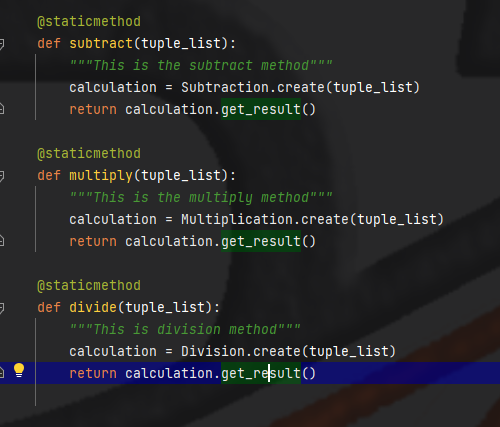 @staticmethod
def subtract(tuple_list):
"""This is the subtract method"""
calculation = Subtraction.create(tuple_list)
return calculation.get_result()
@staticmethod
def multiply(tuple_list):
"""This is the multiply method"""
calculation = Multiplication.create(tuple_list)
return calculation.get_result()
@staticmethod
def divide(tuple_list):
"""This is division method"""
calculation = Division.create(tuple_list)
return calculation.get_result()